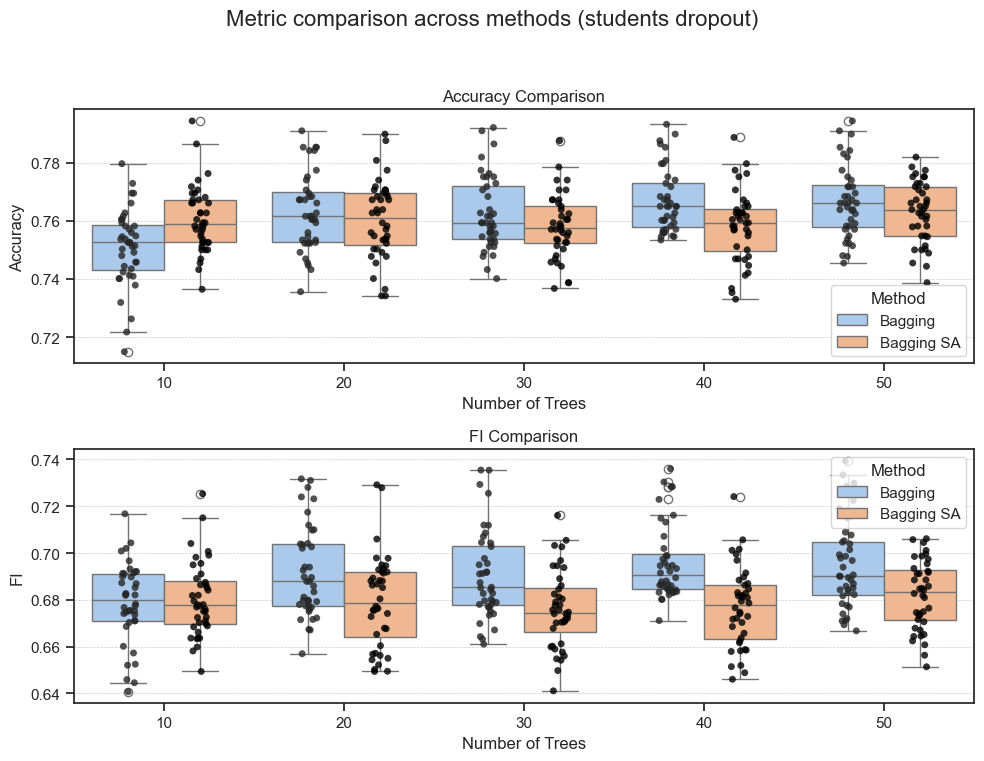 Metric comparison across methods (students dropout)
Accuracy Comparison
Accuracy
0.78
0.76
0.74
0.72
10
20
30
40
50
Number of Trees
Method
Bagging
Bagging SA
FI Comparison
FI
0.74
0.72
0.70
0.68
0.66
0.64
10
20
30
40
50
Number of Trees
Method
Bagging
Bagging SA